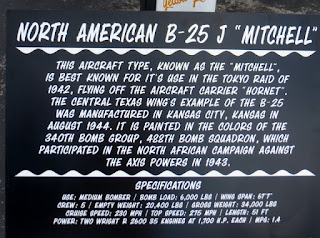 NORTH AMERICAN B-25 J "MITCHELL"
THIS AIRCRAFT TYPE, KNOWN AS THE "MITCHELL",
IS BEST KNOWN FOR IT'S USE IN THE TOKYO RAID OF
1942, FLYING OFF THE AIRCRAFT CARRIER "HORNET".
THE CENTRAL TEXAS WING'S EXAMPLE OF THE B-25
WAS MANUFACTURED IN KANSAS CITY, KANSAS IN
AUGUST 1944. IT IS PAINTED IN THE COLORS OF THE
340TH BOMB GROUP, 488TH BOMB SQUADRON, WHICH
PARTICIPATED IN THE NORTH AFRICAN CAMPAIGN AGAINST
THE AXIS POWERS IN 1943.
SPECIFICATIONS
USE: MEDIUM BOMBER / BOMB LOAD: 6,000 LBS / WING SPAN: 67'7"
CREW: 5 / EMPTY WEIGHT: 20,400 LBS / GROSS WEIGHT: 34,000 LBS
CRUISE SPEED: 230 MPH / TOP SPEED: 275 MPH / LENGTH: 51 FT
POWER: TWO WRIGHT R 2600 35 ENGINES AT 1,700 H.P. EACH / MPG: 1.4